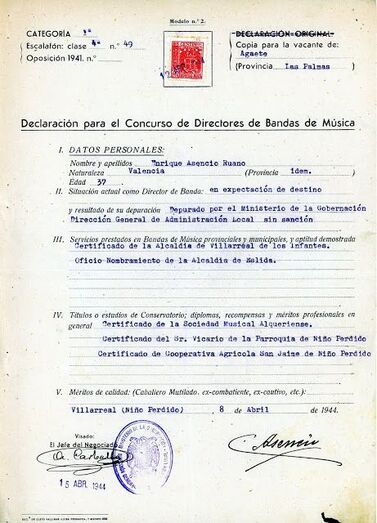 Modelo n.º 2.
CATEGORÍA 1ª
Escalafón: clase 4ª n.º 49
Oposición 1941. n.º
DECLARACIÓN ORIGINAL
Copia para la vacante de:
Agaete
(Provincia Las Palmas
Declaración para el Concurso de Directores de Bandas de Música
I. DATOS PERSONALES:
Nombre y apellidos Enrique Asencio Ruano
Naturaleza Valencia (Provincia idem.)
Edad 37
II. Situación actual como Director de Banda: en expectación de destino
y resultado de su depuración Depurado por el Ministerio de la Gobernación
Dirección General de Administración Local sin sanción
III. Servicios prestados en Bandas de Música provinciales y municipales, y aptitud demostrada
Certificado de la Alcaldia de Villarréal de los Infantes.
Oficio Nombramiento de la Alcaldia de Melida.
IV. Títulos o estudios de Conservatorio; diplomas, recompensas y méritos profesionales en
general Certificado de la Sociedad Musical Alqueriense.
Certificado del Sr. Vicario de la Parroquia de Niño Perdido
Certificado de Cooperativa Agricola San Jaime de Niño Perdido
V. Méritos de calidad: (Caballero Mutilado, ex-combatiente, ex-cautivo, etc.):
Villarreal (Niño Perdido) 8 de Abril de 1944.
Visado:
El Jefe del Negociado
Asencio
15 ABR. 1944